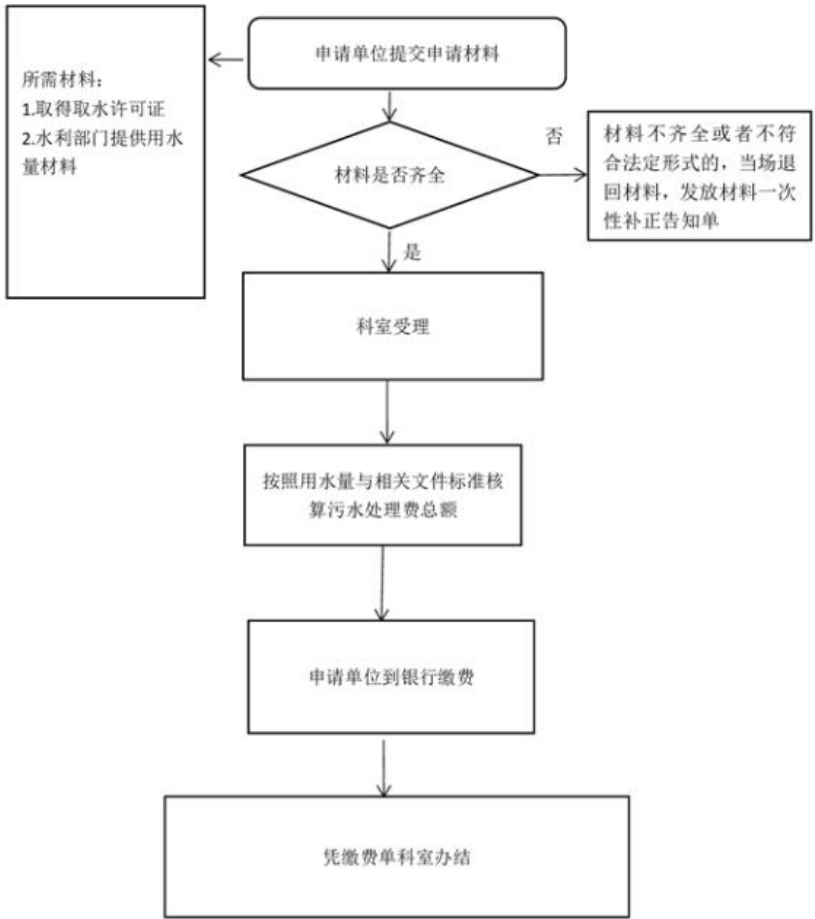 申请单位提交申请材料
所需材料：
1.取得取水许可证
2.水利部门提供用水
量材料
材料是否齐全
否
材料不齐全或者不符
合法定形式的，当场退
回材料，发放材料一次
性补正告知单
是
科室受理
按照用水量与相关文件标准核
算污水处理费总额
申请单位到银行缴费
凭缴费单科室办结